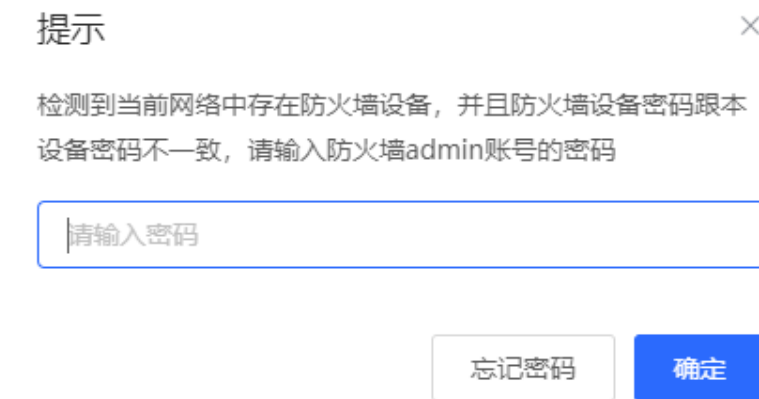 提示
检测到当前网络中存在防火墙设备，并且防火墙设备密码跟本
设备密码不一致，请输入防火墙admin账号的密码
请输入密码
忘记密码
确定